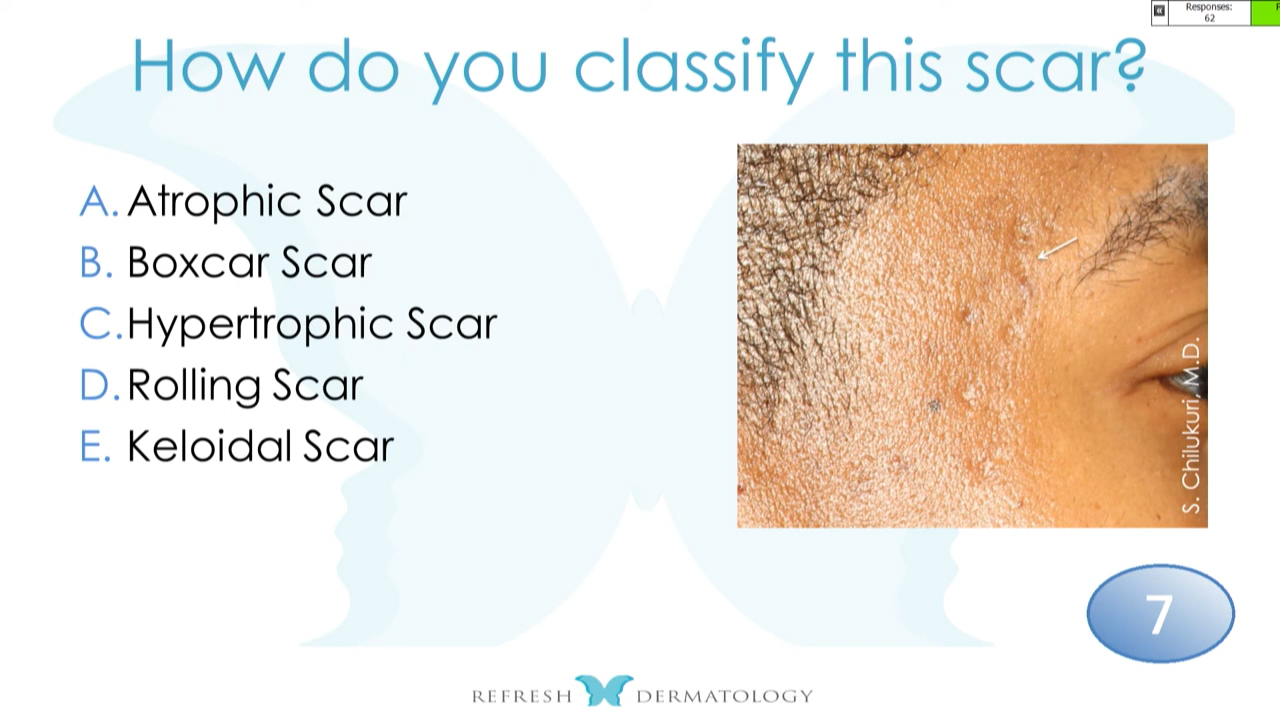 Responses:
62
How do you classify this scar?
A. Atrophic Scar
B. Boxcar Scar
C. Hypertrophic Scar
D. Rolling Scar
E. Keloidal Scar
S. Chilukuri, M.D.
7
REFRESH DERMATOLOGY